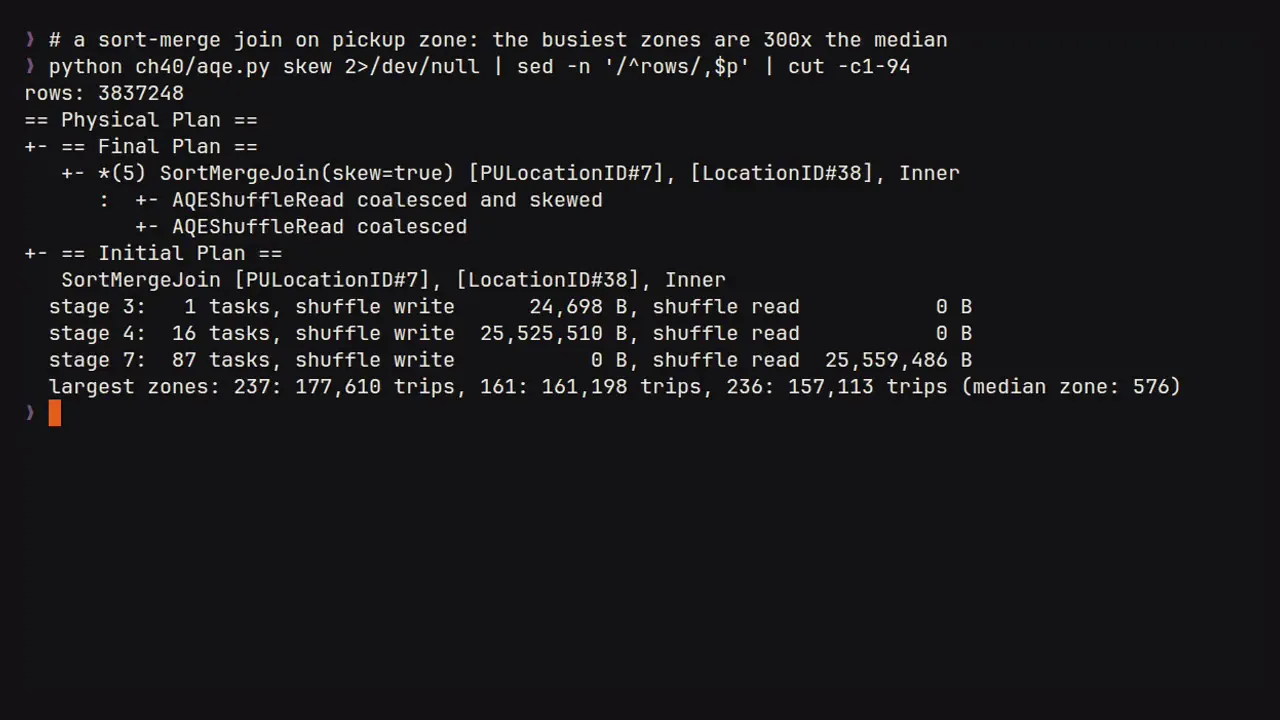 ❯ # a sort-merge join on pickup zone: the busiest zones are 300x the median
❯ python ch40/aqe.py skew 2>/dev/null | sed -n '/^rows/,$p' | cut -c1-94
rows: 3837248
== Physical Plan ==
+- == Final Plan ==
   +- *(5) SortMergeJoin(skew=true) [PULocationID#7], [LocationID#38], Inner
      :  +- AQEShuffleRead coalesced and skewed
         +- AQEShuffleRead coalesced
+- == Initial Plan ==
   SortMergeJoin [PULocationID#7], [LocationID#38], Inner
  stage 3:   1 tasks, shuffle write      24,698 B, shuffle read           0 B
  stage 4:  16 tasks, shuffle write  25,525,510 B, shuffle read           0 B
  stage 7:  87 tasks, shuffle write           0 B, shuffle read  25,559,486 B
  largest zones: 237: 177,610 trips, 161: 161,198 trips, 236: 157,113 trips (median zone: 576)
❯